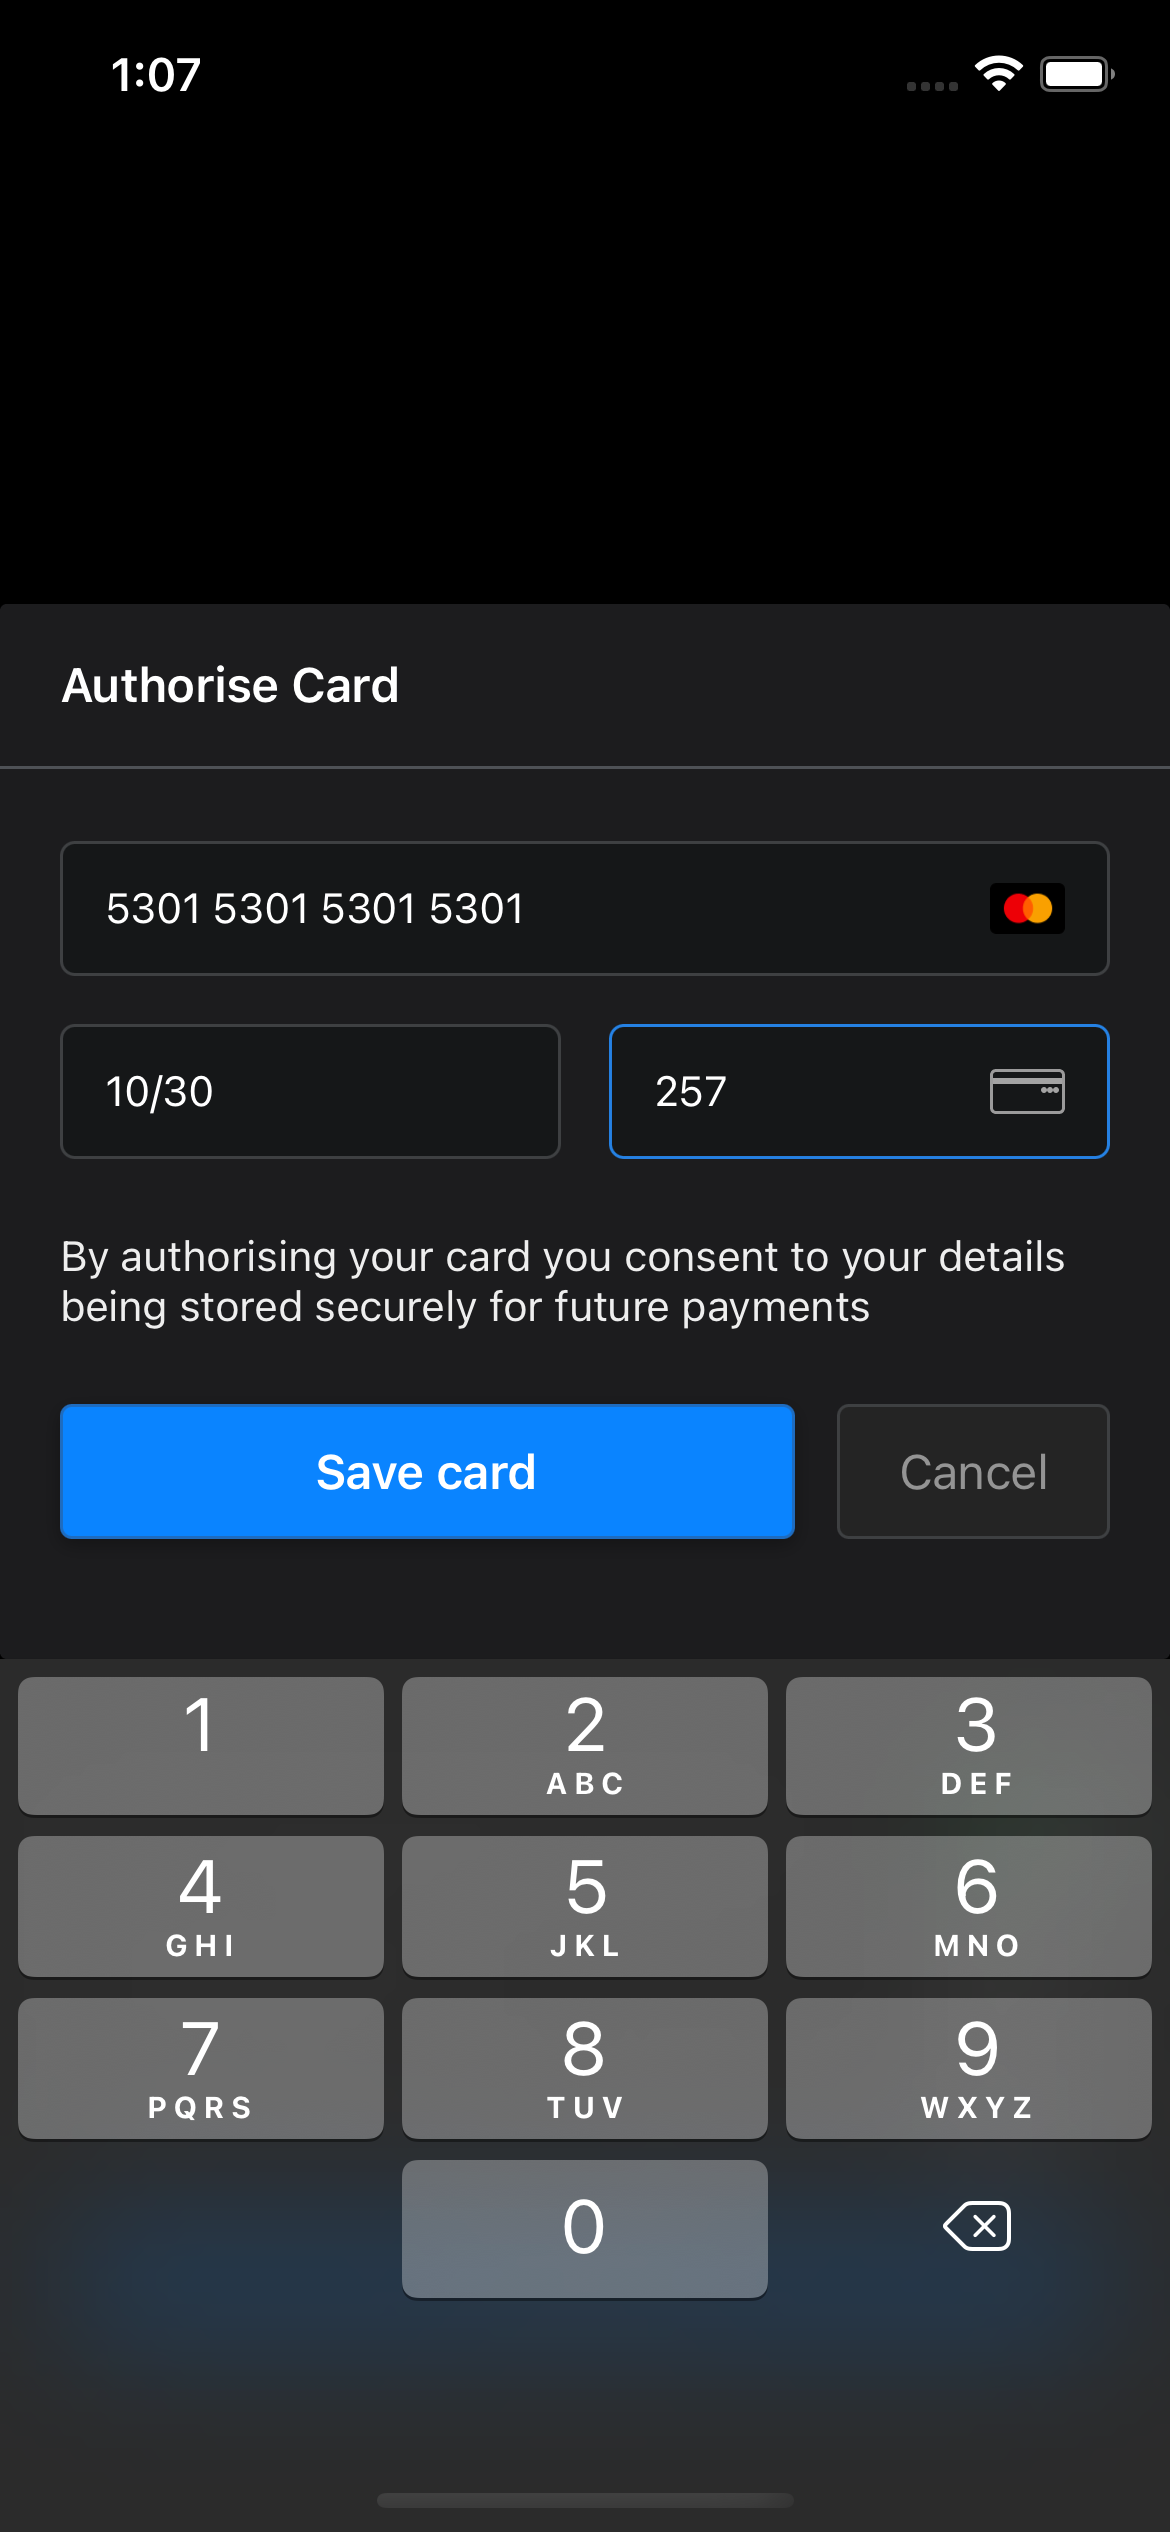 1:07
Authorise Card
5301 5301 5301 5301
10/30
257
By authorising your card you consent to your details
being stored securely for future payments
Save card
Cancel
1
2
ABC
3
DEF
4
GHI
5
JKL
6
MNO
7
PQRS
8
TUV
9
WXYZ
0